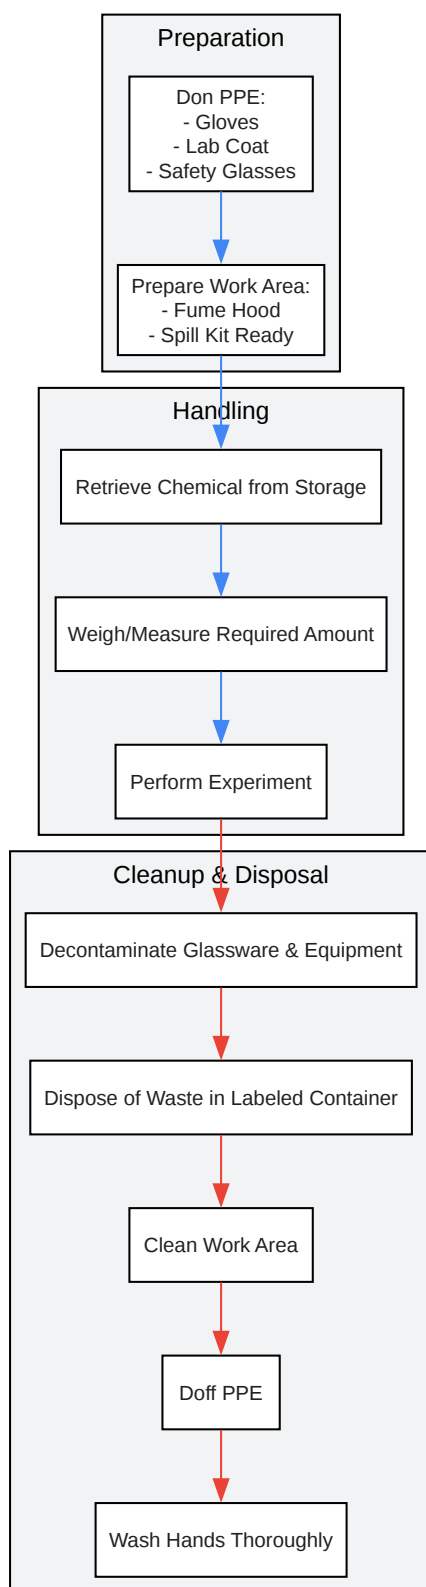 Preparation
Don PPE:
- Gloves
- Lab Coat
- Safety Glasses
Prepare Work Area:
- Fume Hood
- Spill Kit Ready
Handling
Retrieve Chemical from Storage
Weigh/Measure Required Amount
Perform Experiment
Cleanup & Disposal
Decontaminate Glassware & Equipment
Dispose of Waste in Labeled Container
Clean Work Area
Doff PPE
Wash Hands Thoroughly